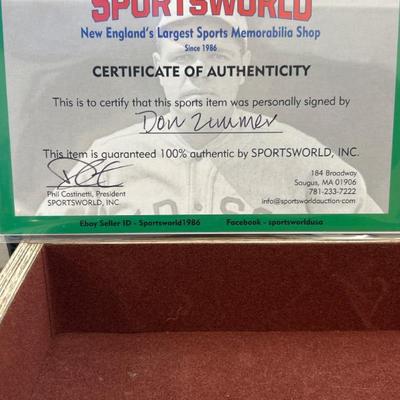 SPORTSWORLD
New England's Largest Sports Memorabilia Shop
Since 1986
CERTIFICATE OF AUTHENTICITY
This is to certify that this sports item was personally signed by
Don Zimmer
This item is guaranteed 100% authentic by SPORTSWORLD, INC.
Phil Costinetti, President
SPORTSWORLD, INC
184 Broadway
Saugus, MA 01906
781-233-7222
info@sportsworldauction.com
Ebay Seller ID - Sportsworld1986 Facebook - sportsworldusa